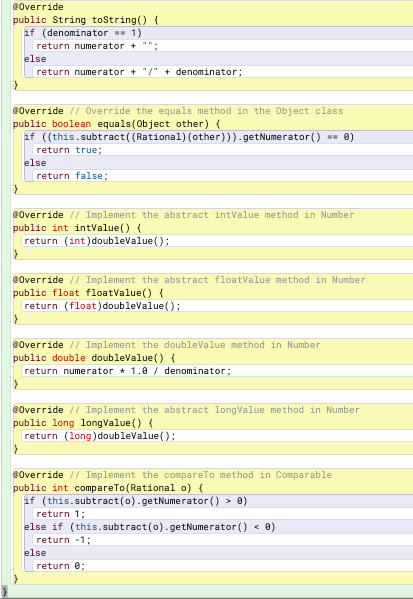 @Override
public String toString() {
if (denominator == 1)
return numerator + "";
else
return numerator + "/" + denominator;
}
@Override // Override the equals method in the Object class
public boolean equals(Object other) {
if ((this.subtract((Rational)(other))).getNumerator() == 0)
return true;
else
return false;
}
@Override // Implement the abstract intValue method in Number
public int intValue() {
return (int)doubleValue();
}
@Override // Implement the abstract floatValue method in Number
public float floatValue() {
return (float)doubleValue();
}
@Override // Implement the doubleValue method in Number
public double doubleValue() {
return numerator * 1.0 / denominator;
}
@Override // Implement the abstract longValue method in Number
public long longValue() {
return (long)doubleValue();
}
@Override // Implement the compareTo method in Comparable
public int compareTo(Rational o) {
if (this.subtract(o).getNumerator() > 0)
return 1;
else if (this.subtract(o).getNumerator() < 0)
return -1;
else
return 0;
}
}